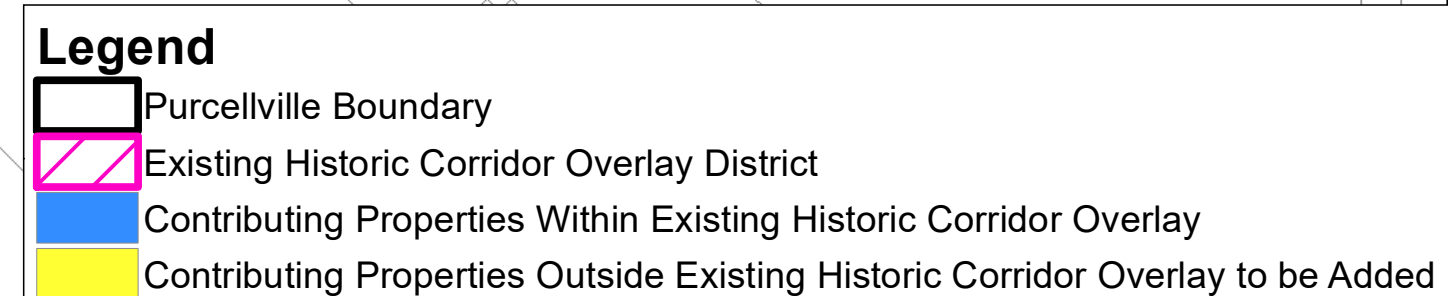 Legend
Purcellville Boundary
Existing Historic Corridor Overlay District
Contributing Properties Within Existing Historic Corridor Overlay
Contributing Properties Outside Existing Historic Corridor Overlay to be Added